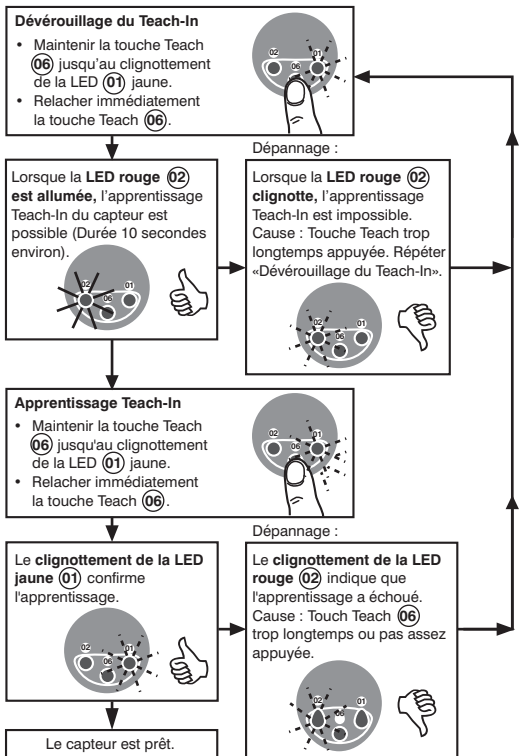 Dévérouillage du Teach-In
• Maintenir la touche Teach
06 jusqu'au clignottement
de la LED 01 jaune.
• Relacher immédiatement
la touche Teach 06.
02 01
06
Lorsque la LED rouge 02
est allumée, l'apprentissage
Teach-In du capteur est
possible (Durée 10 secondes
environ).
02 01
06
Dépannage :
Lorsque la LED rouge 02
clignotte, l'apprentissage
Teach-In est impossible.
Cause : Touche Teach trop
longtemps appuyée. Répéter
«Dévérouillage du Teach-In».
02 01
06
Apprentissage Teach-In
• Maintenir la touche Teach
06 jusqu'au clignottement
de la LED 01 jaune.
• Relacher immédiatement
la touche Teach 06.
02 01
06
Le clignottement de la LED
jaune 01 confirme
l'apprentissage.
02 01
06
Dépannage :
Le clignottement de la LED
rouge 02 indique que
l'apprentissage a échoué.
Cause : Touch Teach 06
trop longtemps ou pas assez
appuyée.
02 01
06
Le capteur est prêt.